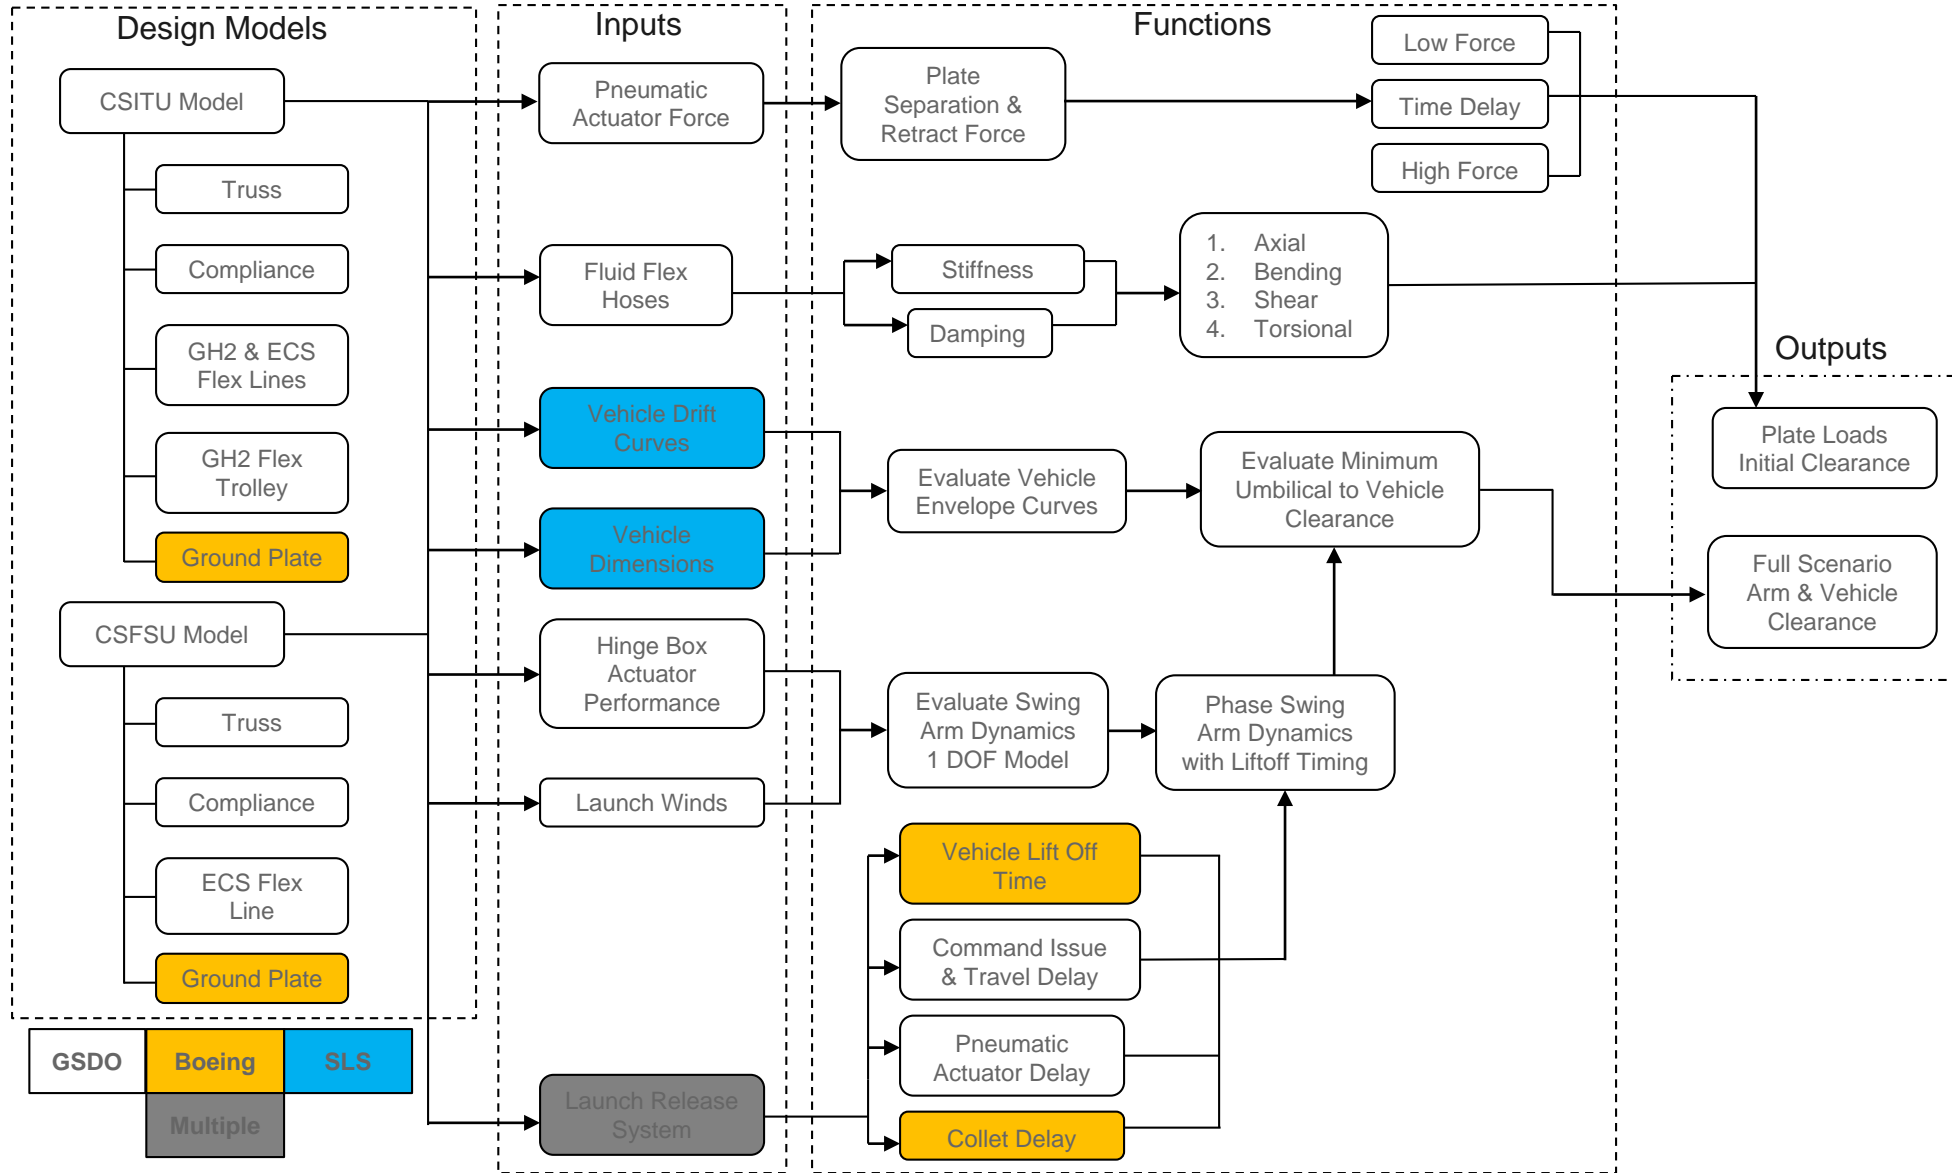 Design Models
CSITU Model
Truss
Compliance
GH2 & ECS
Flex Lines
GH2 Flex
Trolley
Ground Plate
CSFSU Model
Truss
Compliance
ECS Flex
Line
Ground Plate
GSDO
Boeing
SLS
Multiple
Inputs
Pneumatic
Actuator Force
Fluid Flex
Hoses
Vehicle Drift
Curves
Vehicle
Dimensions
Hinge Box
Actuator
Performance
Launch Winds
Launch Release
System
Functions
Plate
Separation &
Retract Force
Low Force
Time Delay
High Force
Stiffness
Damping
1. Axial
2. Bending
3. Shear
4. Torsional
Evaluate Vehicle
Envelope Curves
Evaluate Minimum
Umbilical to Vehicle
Clearance
Evaluate Swing
Arm Dynamics
1 DOF Model
Phase Swing
Arm Dynamics
with Liftoff Timing
Vehicle Lift Off
Time
Command Issue
& Travel Delay
Pneumatic
Actuator Delay
Collet Delay
Outputs
Plate Loads
Initial Clearance
Full Scenario
Arm & Vehicle
Clearance